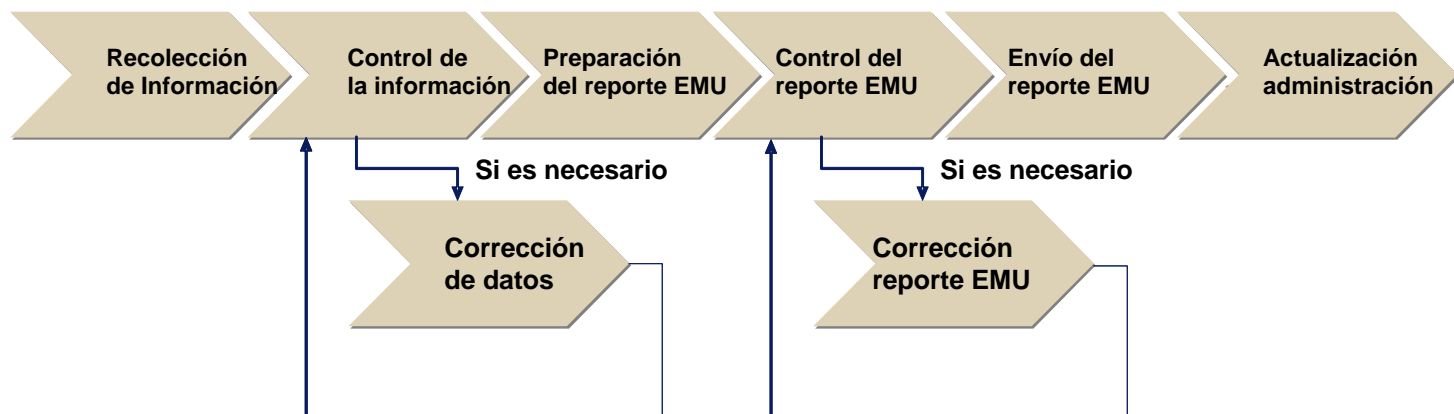 Recolección
de Información
Control de
la información
Preparación
del reporte EMU
Control del
reporte EMU
Envío del
reporte EMU
Actualización
administración
Si es necesario
Si es necesario
Corrección
de datos
Corrección
reporte EMU